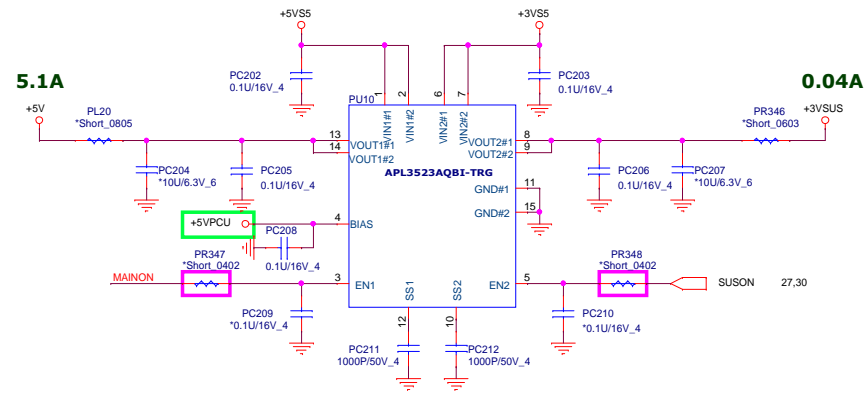 +5VS5
+3VS5
5.1A
0.04A
PC202
0.1U/16V_4
PC203
0.1U/16V_4
+5V
PL20
*Short_0805
PU10
1
2
6
7
VIN1#1
VIN1#2
VIN2#1
VIN2#2
PR346
*Short_0603
+3VSUS
13
14
VOUT1#1
VOUT1#2
VOUT2#1
VOUT2#2
8
9
APL3523AQBI-TRG
PC204
*10U/6.3V_6
PC205
0.1U/16V_4
PC206
0.1U/16V_4
PC207
*10U/6.3V_6
GND#1
11
GND#2
15
+5VPCU
4
BIAS
PC208
0.1U/16V_4
PR347
*Short_0402
MAINON
3
EN1
SS1
SS2
EN2
5
PR348
*Short_0402
SUSON
27,30
PC209
*0.1U/16V_4
12
10
PC210
*0.1U/16V_4
PC211
1000P/50V_4
PC212
1000P/50V_4